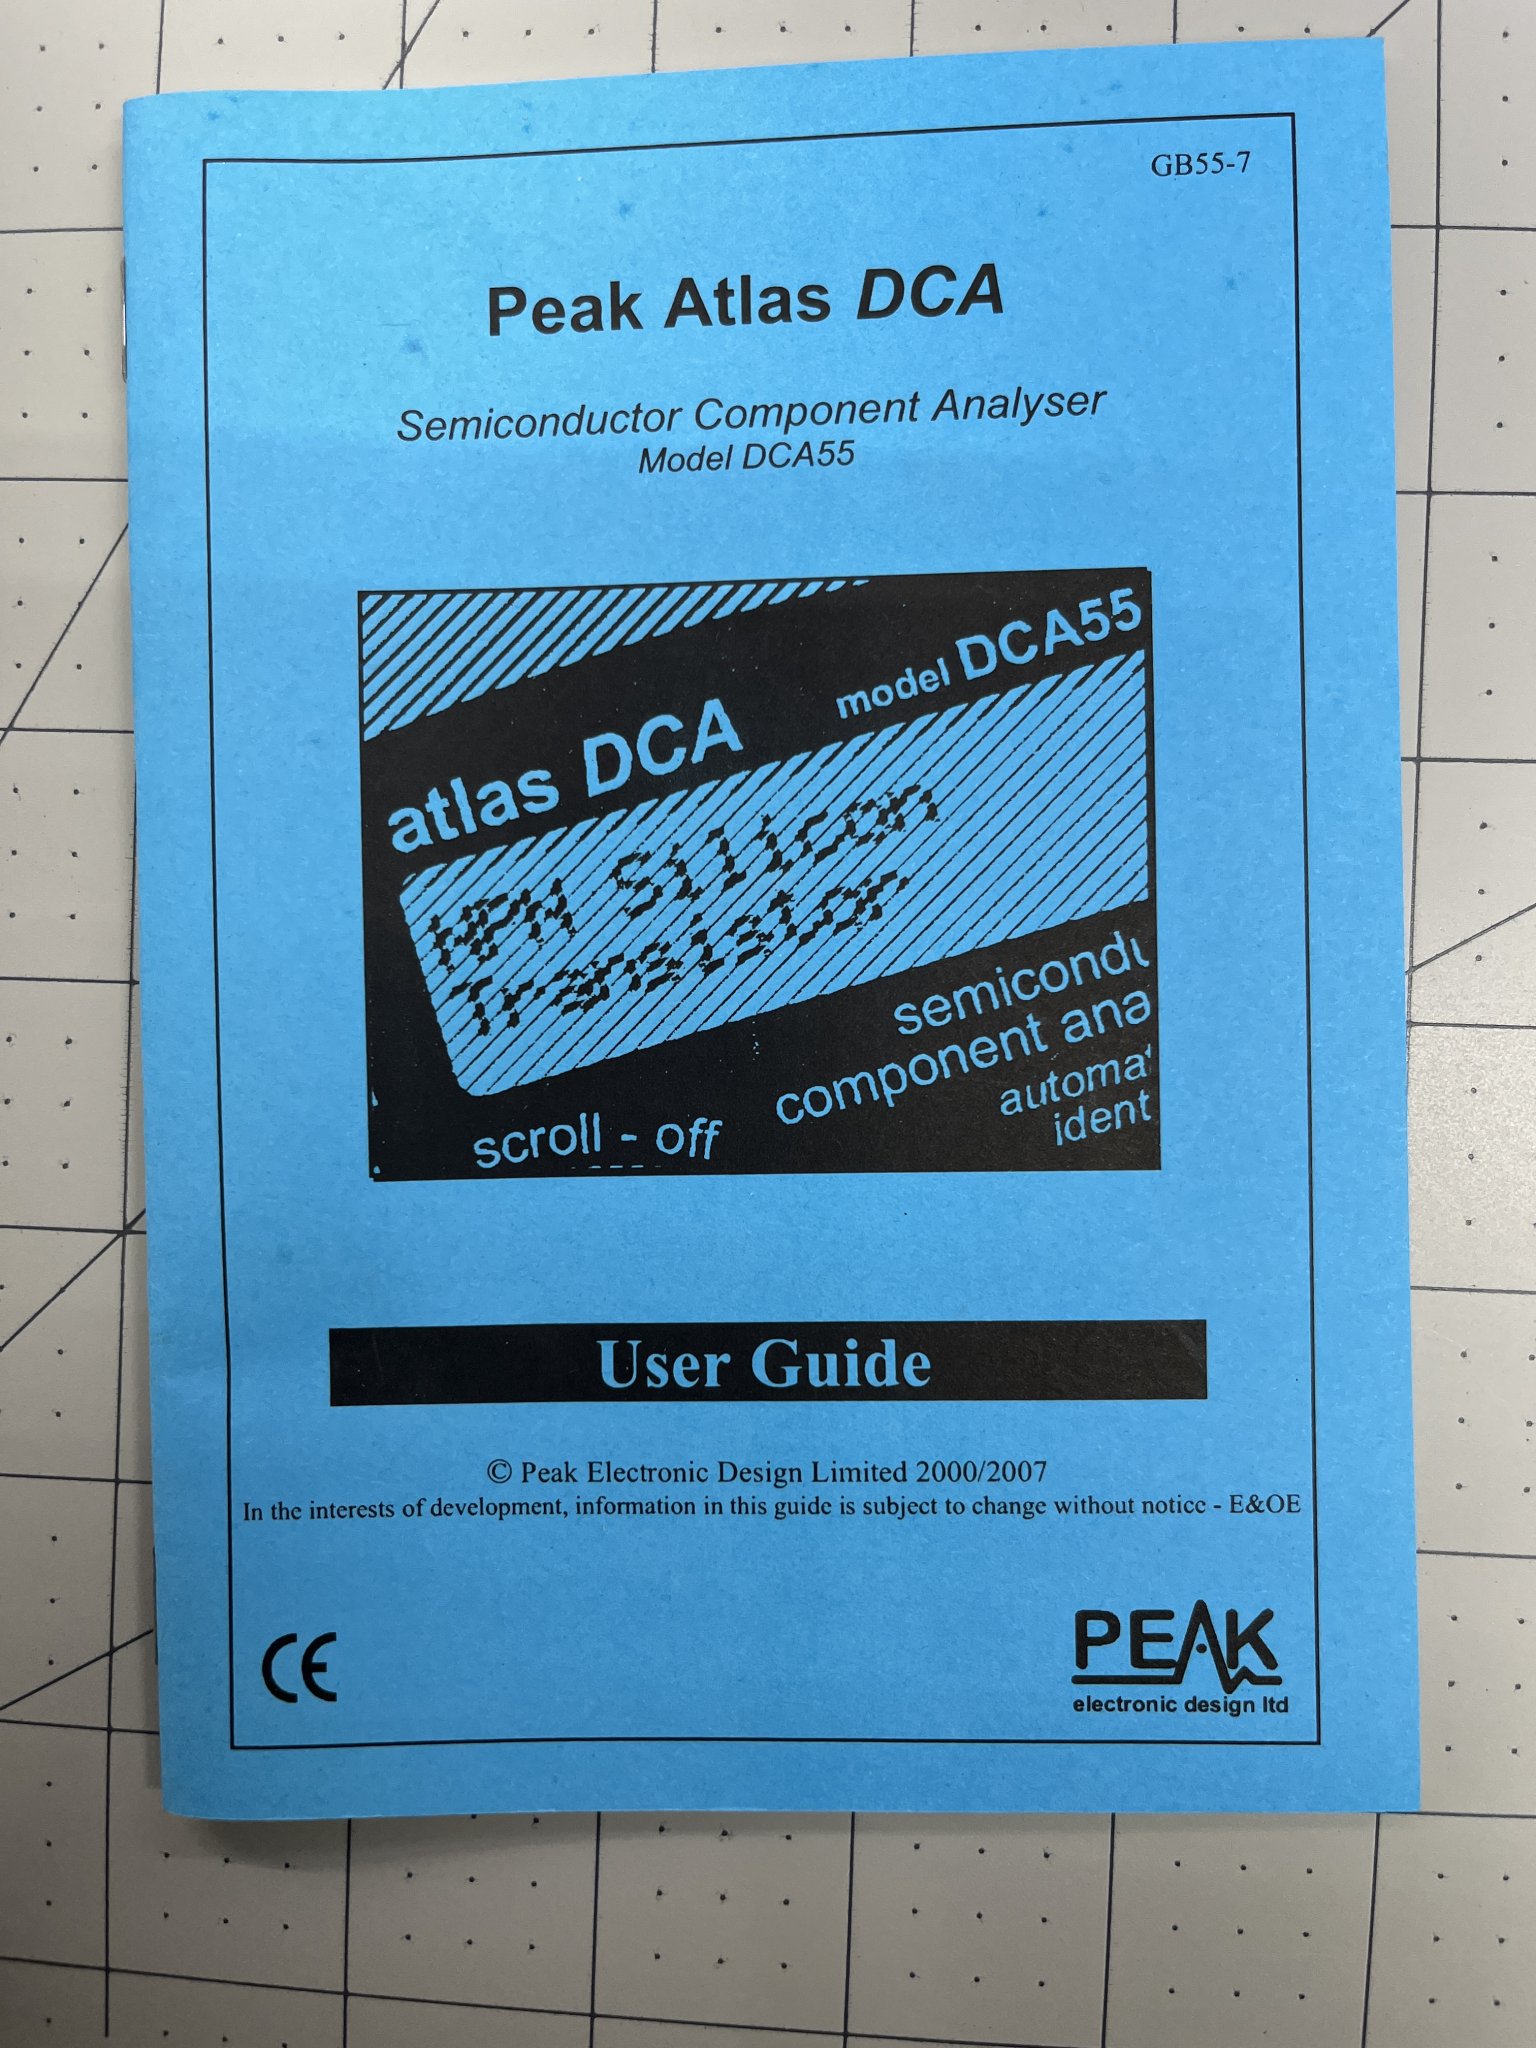 GB55-7
Peak Atlas DCA
Semiconductor Component Analyser
Model DCA55
model DCA55
atlas DCA
NPN Silicon
Transistor
semicondu
component ana
automat
ident
scroll - off
User Guide
© Peak Electronic Design Limited 2000/2007
In the interests of development, information in this guide is subject to change without notice - E&OE
CE
PEAK
electronic design ltd